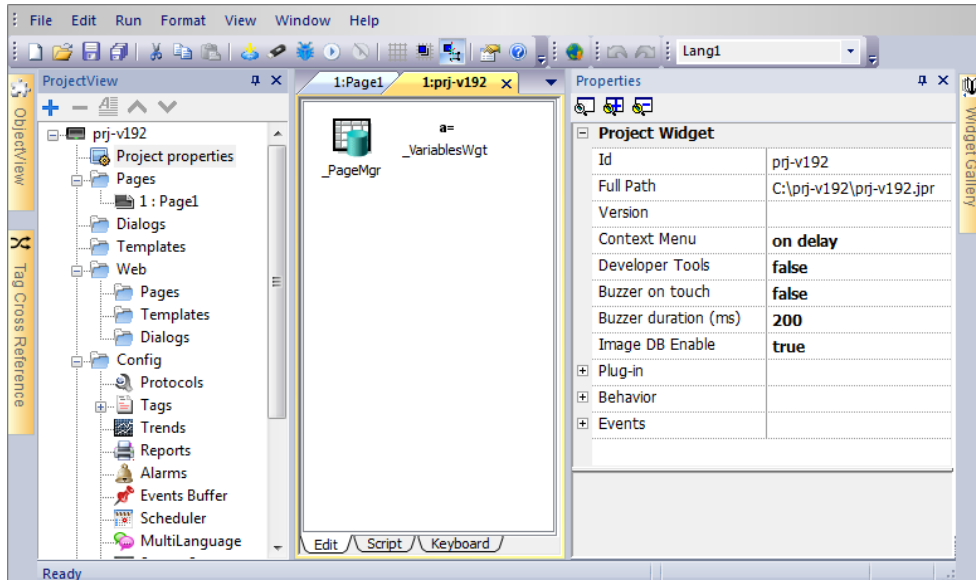 File Edit Run Format View Window Help
Lang1
ObjectView
Tag Cross Reference
ProjectView
prj-v192
Project properties
Pages
1 : Page1
Dialogs
Templates
Web
Pages
Templates
Dialogs
Config
Protocols
Tags
Trends
Reports
Alarms
Events Buffer
Scheduler
MultiLanguage
1:Page1 1:prj-v192
_PageMgr
a=
_VariablesWgt
Edit Script Keyboard
Properties
Project Widget
Id prj-v192
Full Path C:\prj-v192\prj-v192.jpr
Version
Context Menu on delay
Developer Tools false
Buzzer on touch false
Buzzer duration (ms) 200
Image DB Enable true
Plug-in
Behavior
Events
Widget Gallery
Ready